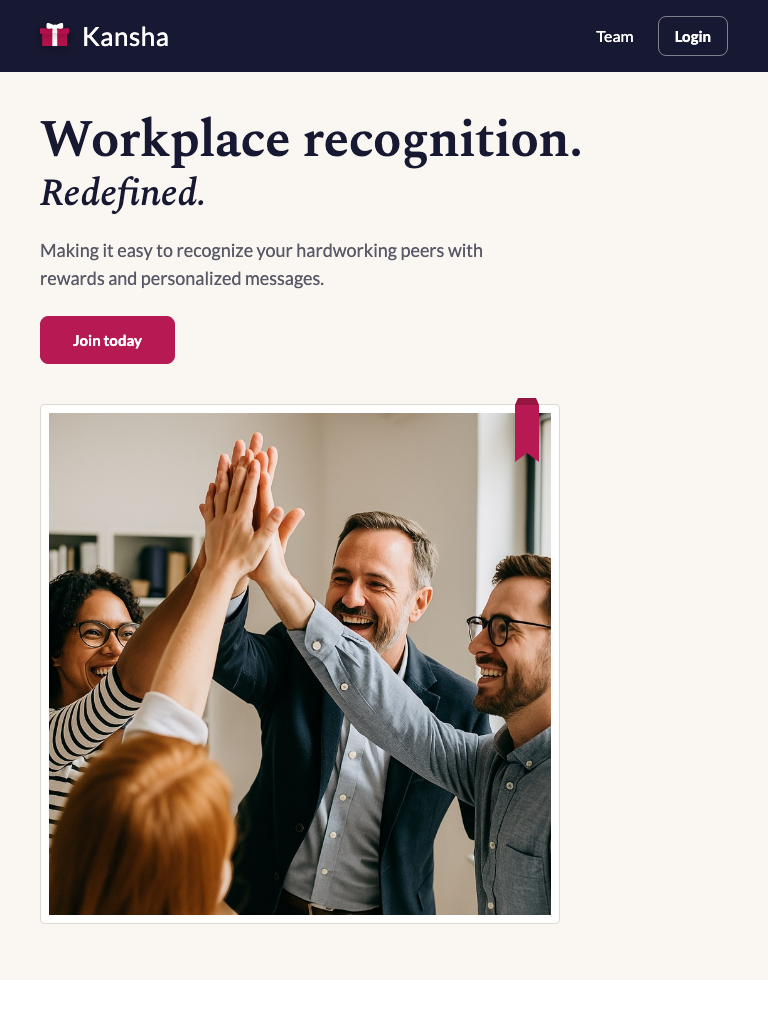 Kansha
Team
Login
Workplace recognition.
Redefined.
Making it easy to recognize your hardworking peers with
rewards and personalized messages.
Join today